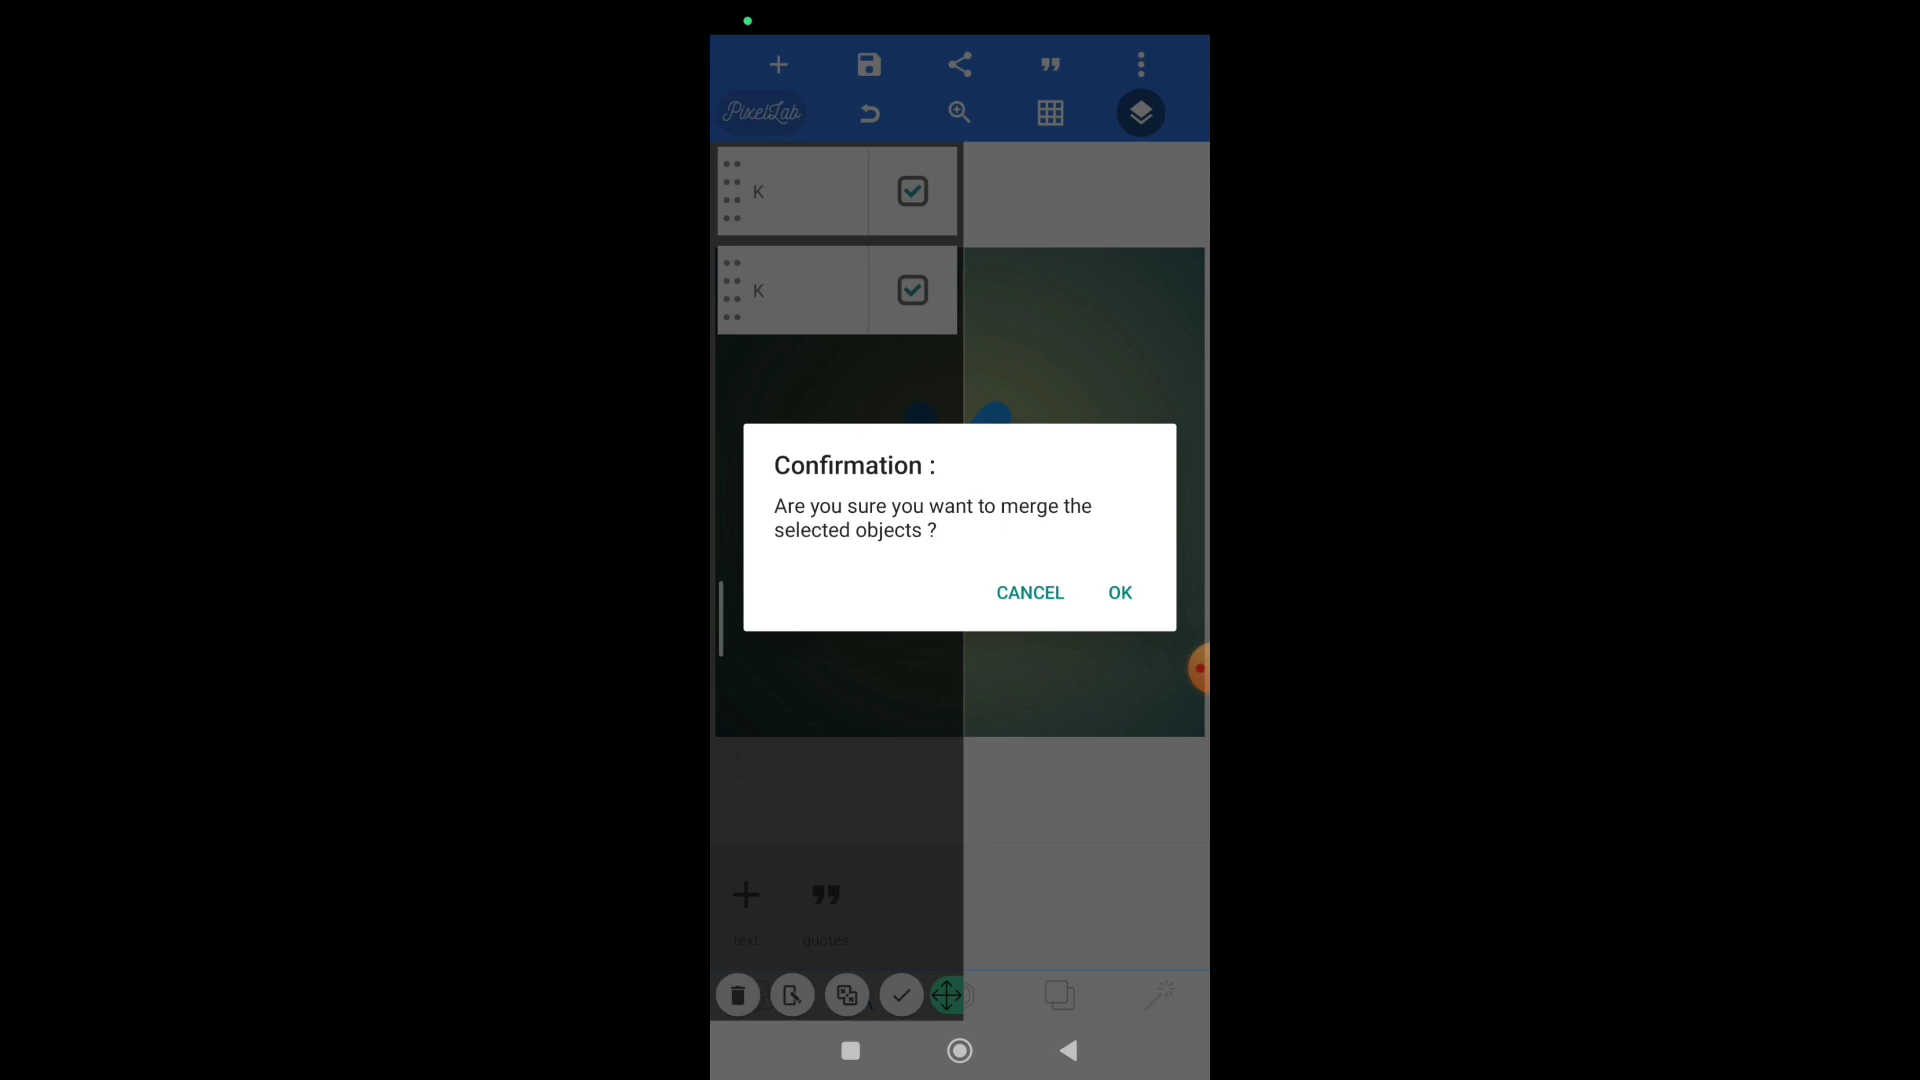 PixelLab
K
K
Confirmation :
Are you sure you want to merge the
selected objects ?
CANCEL OK
text quotes